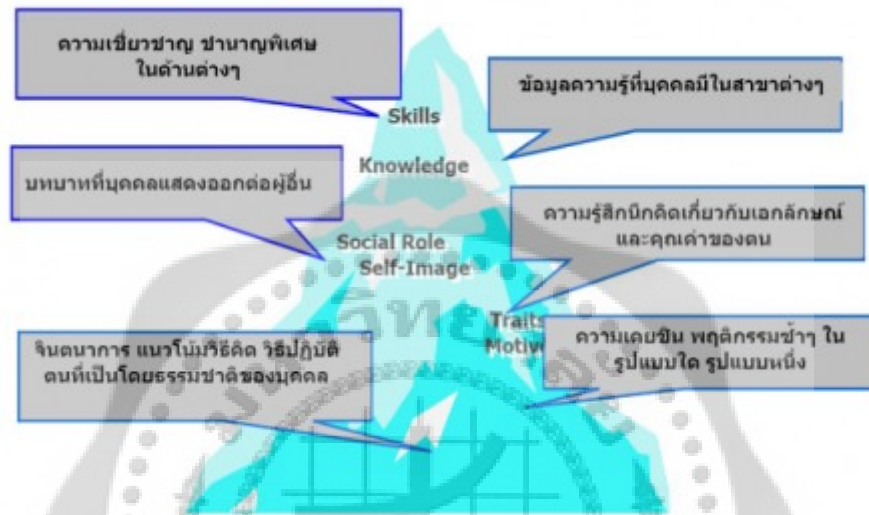 ความเชี่ยวชาญ ชำนาญพิเศษ
ในด้านต่างๆ
ข้อมูลความรู้ที่บุคคลมีในสาขาต่างๆ
Skills
Knowledge
บทบาทที่บุคคลแสดงออกต่อผู้อื่น
ความรู้สึกนึกคิดเกี่ยวกับเอกลักษณ์
และคุณค่าของตน
Social Role
Self-Image
Traits
Motive
จินตนาการ แนวโน้มวิธีคิด วิธีปฏิบัติ
ตนที่เป็นโดยธรรมชาติของบุคคล
ความเคยชิน พฤติกรรมซ้ำๆ ใน
รูปแบบใด รูปแบบหนึ่ง